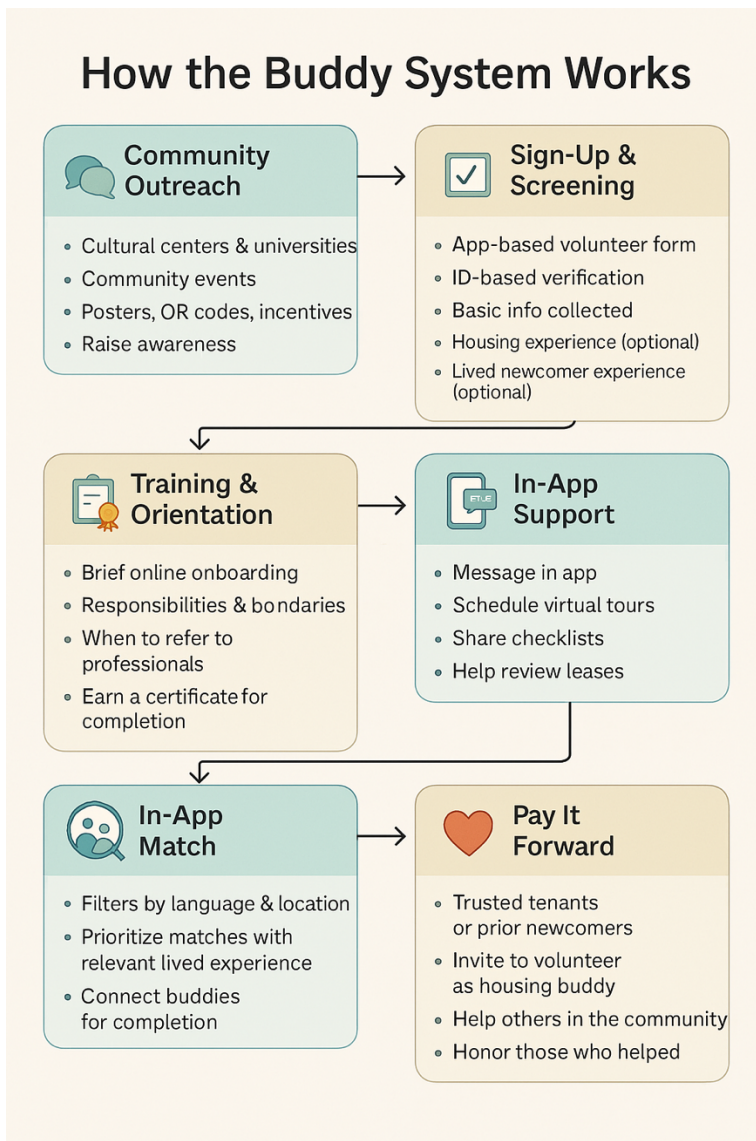 How the Buddy System Works
Community
Outreach
• Cultural centers & universities
• Community events
• Posters, OR codes, incentives
• Raise awareness
Sign-Up &
Screening
• App-based volunteer form
• ID-based verification
• Basic info collected
• Housing experience (optional)
• Lived newcomer experience
(optional)
Training &
Orientation
• Brief online onboarding
• Responsibilities & bondaries
• When to refer to
professionals
• Earn a certificate for
completion
In-App
Support
• Message in app
• Schedule virtual tours
• Share checklists
• Help review leases
In-App
Match
• Filters by language & location
• Prioritize matches with
relevant lived experience
• Connect buddies
for completion
Pay It
Forward
• Trusted tenants
or prior newcomers
• Invite to volunteer
as housing buddy
• Help others in the community
• Honor those who helped